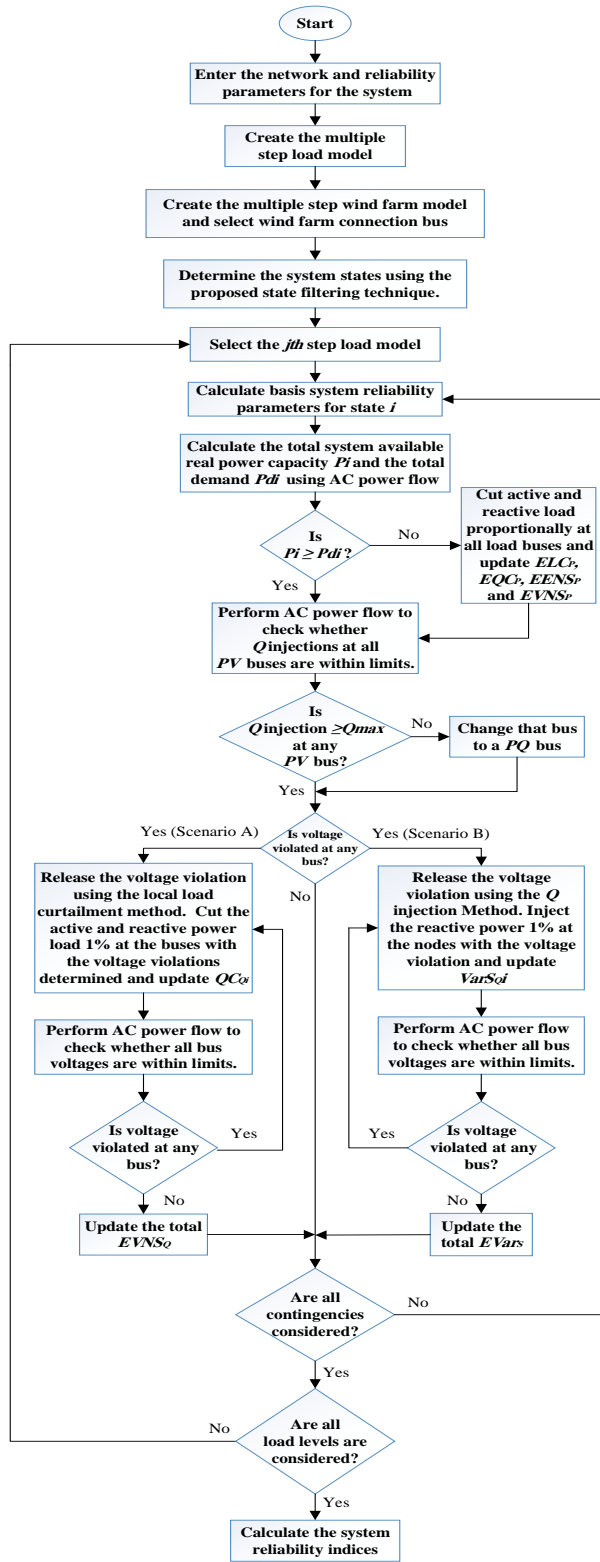 Start
Enter the network and reliability
parameters for the system
Create the multiple
step load model
Create the multiple step wind farm model
and select wind farm connection bus
Determine the system states using the
proposed state filtering technique.
Select the jth step load model
Calculate basis system reliability
parameters for state i
Calculate the total system available
real power capacity Pi and the total
demand Pdi using AC power flow
Is
Pi ≥ Pdi ?
No
Cut active and
reactive load
proportionally at
all load buses and
update ELCP,
EQCP, EENSP
and EVNSP
Yes
Perform AC power flow to
check whether
Q injections at all
PV buses are within limits.
Is
Q injection ≥Qmax
at any
PV bus?
No
Change that bus
to a PQ bus
Yes
Is voltage violated at any
bus?
Yes (Scenario A)
Yes (Scenario B)
No
Release the voltage violation
using the local load
curtailment method. Cut the
active and reactive power
load 1% at the buses with
the voltage violations
determined and update QCQi
Release the voltage
violation using the Q
injection Method. Inject
the reactive power 1% at
the nodes with the voltage
violation and update
VarSQi
Perform AC power flow to
check whether all bus
voltages are within limits.
Perform AC power flow
to check whether all bus
voltages are within limits.
Is voltage
violated at any
bus?
Yes
Yes
Is voltage
violated at any
bus?
No
No
Update the total
EVNSQ
Update the
total EVars
Are all
contingencies
considered?
No
Yes
No
Are all
load levels are
considered?
Yes
Calculate the system
reliability indices